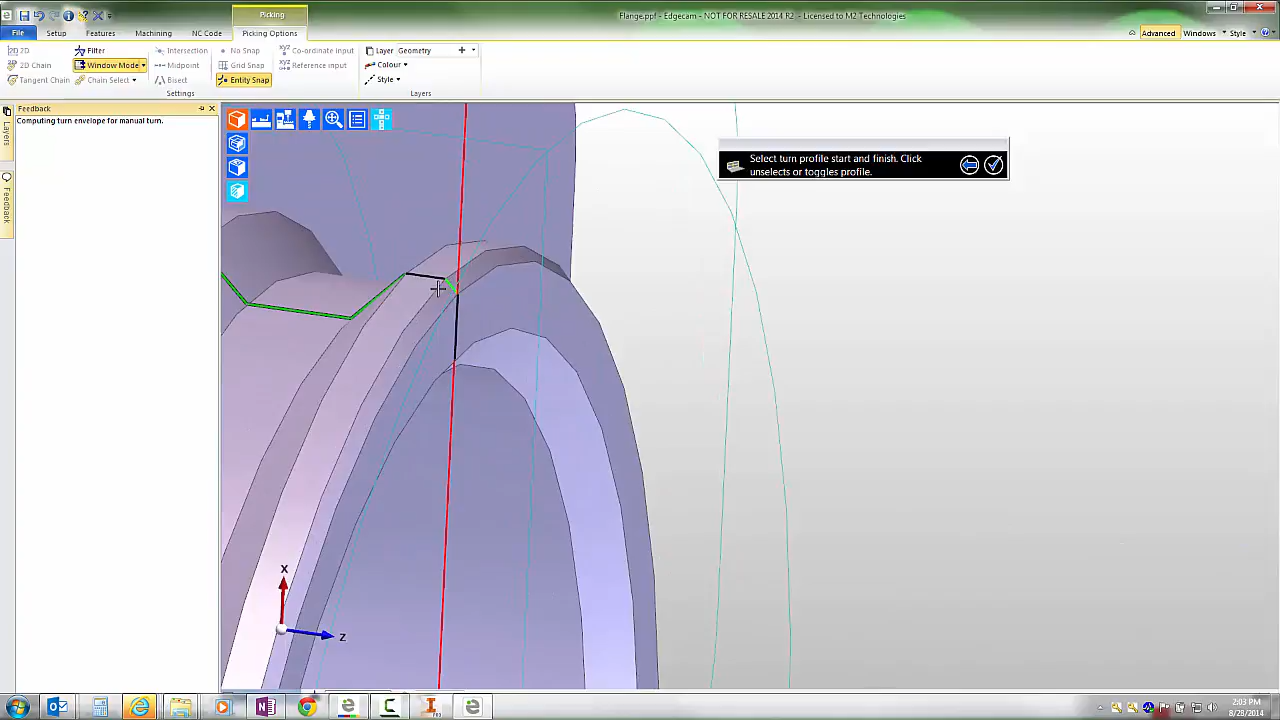 Picking
Flange.ppf - Edgecam - NOT FOR RESALE 2014 R2 - Licensed to M2 Technologies
File Setup Features Machining NC Code Picking Options Advanced Windows Style
2D Filter Intersection No Snap Co-ordinate input Layer Geometry
2D Chain Window Mode Midpoint Grid Snap Reference input Colour
Tangent Chain Chain Select Bisect Entity Snap Style
Settings Layers
Feedback
Computing turn envelope for manual turn.
Layers
Feedback
Select turn profile start and finish. Click
unselects or toggles profile.
X
Z
2:03 PM
8/28/2014